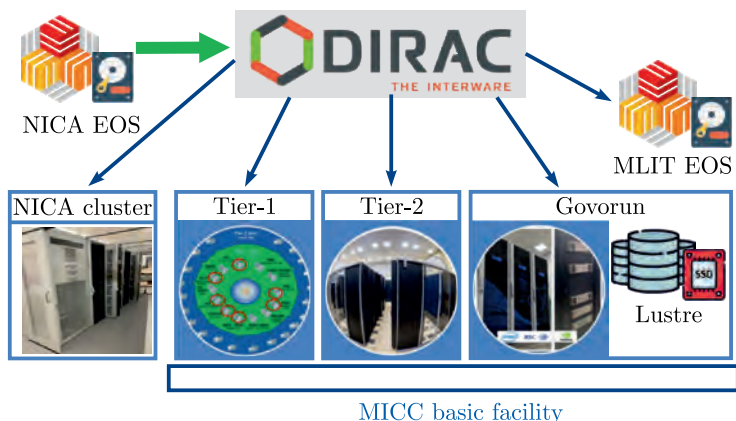 DIRAC
THE INTERWARE
NICA EOS
MLIT EOS
NICA cluster
Tier-1
Tier-2
Govorun
SSD
Lustre
MICC basic facility